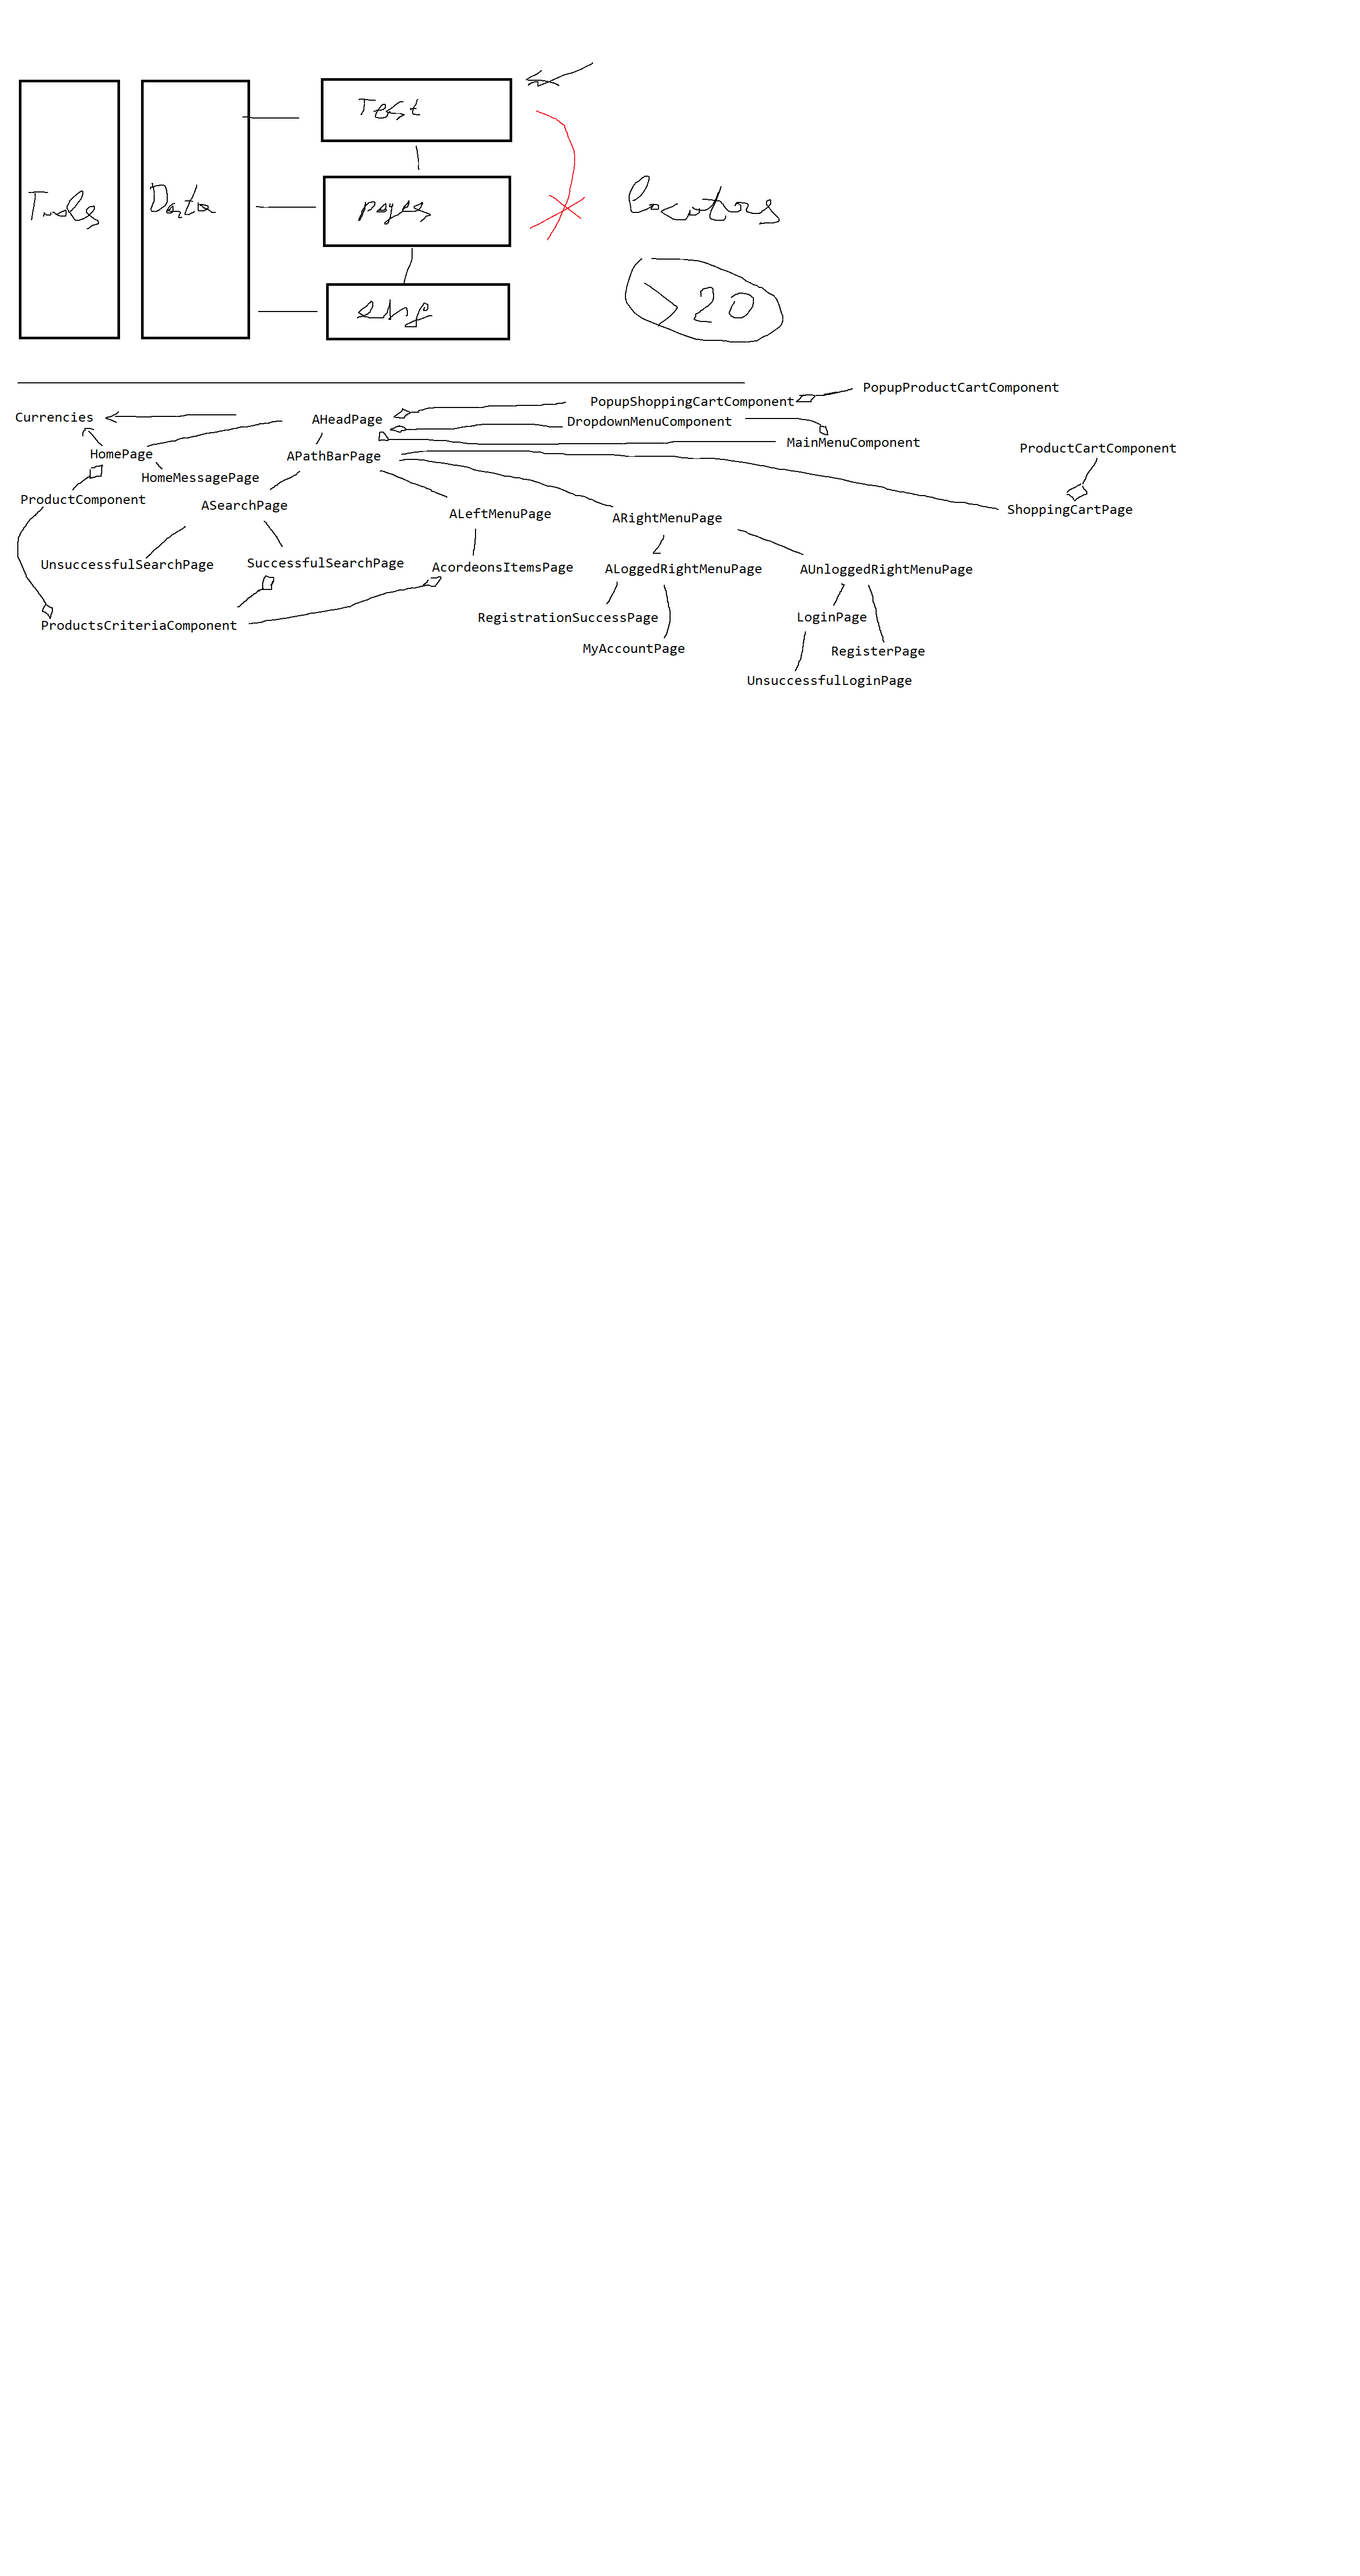 Test
Tools
Data
pages
Locators
> 20
PopupProductCartComponent
PopupShoppingCartComponent
Currencies
AHeadPage
DropdownMenuComponent
MainMenuComponent
ProductCartComponent
HomePage
APathBarPage
HomeMessagePage
ProductComponent
ASearchPage
ShoppingCartPage
ALeftMenuPage
ARightMenuPage
UnsuccessfulSearchPage
SuccessfulSearchPage
AcordeonsItemsPage
ALoggedRightMenuPage
AUnloggedRightMenuPage
RegistrationSuccessPage
LoginPage
ProductsCriteriaComponent
MyAccountPage
RegisterPage
UnsuccessfulLoginPage